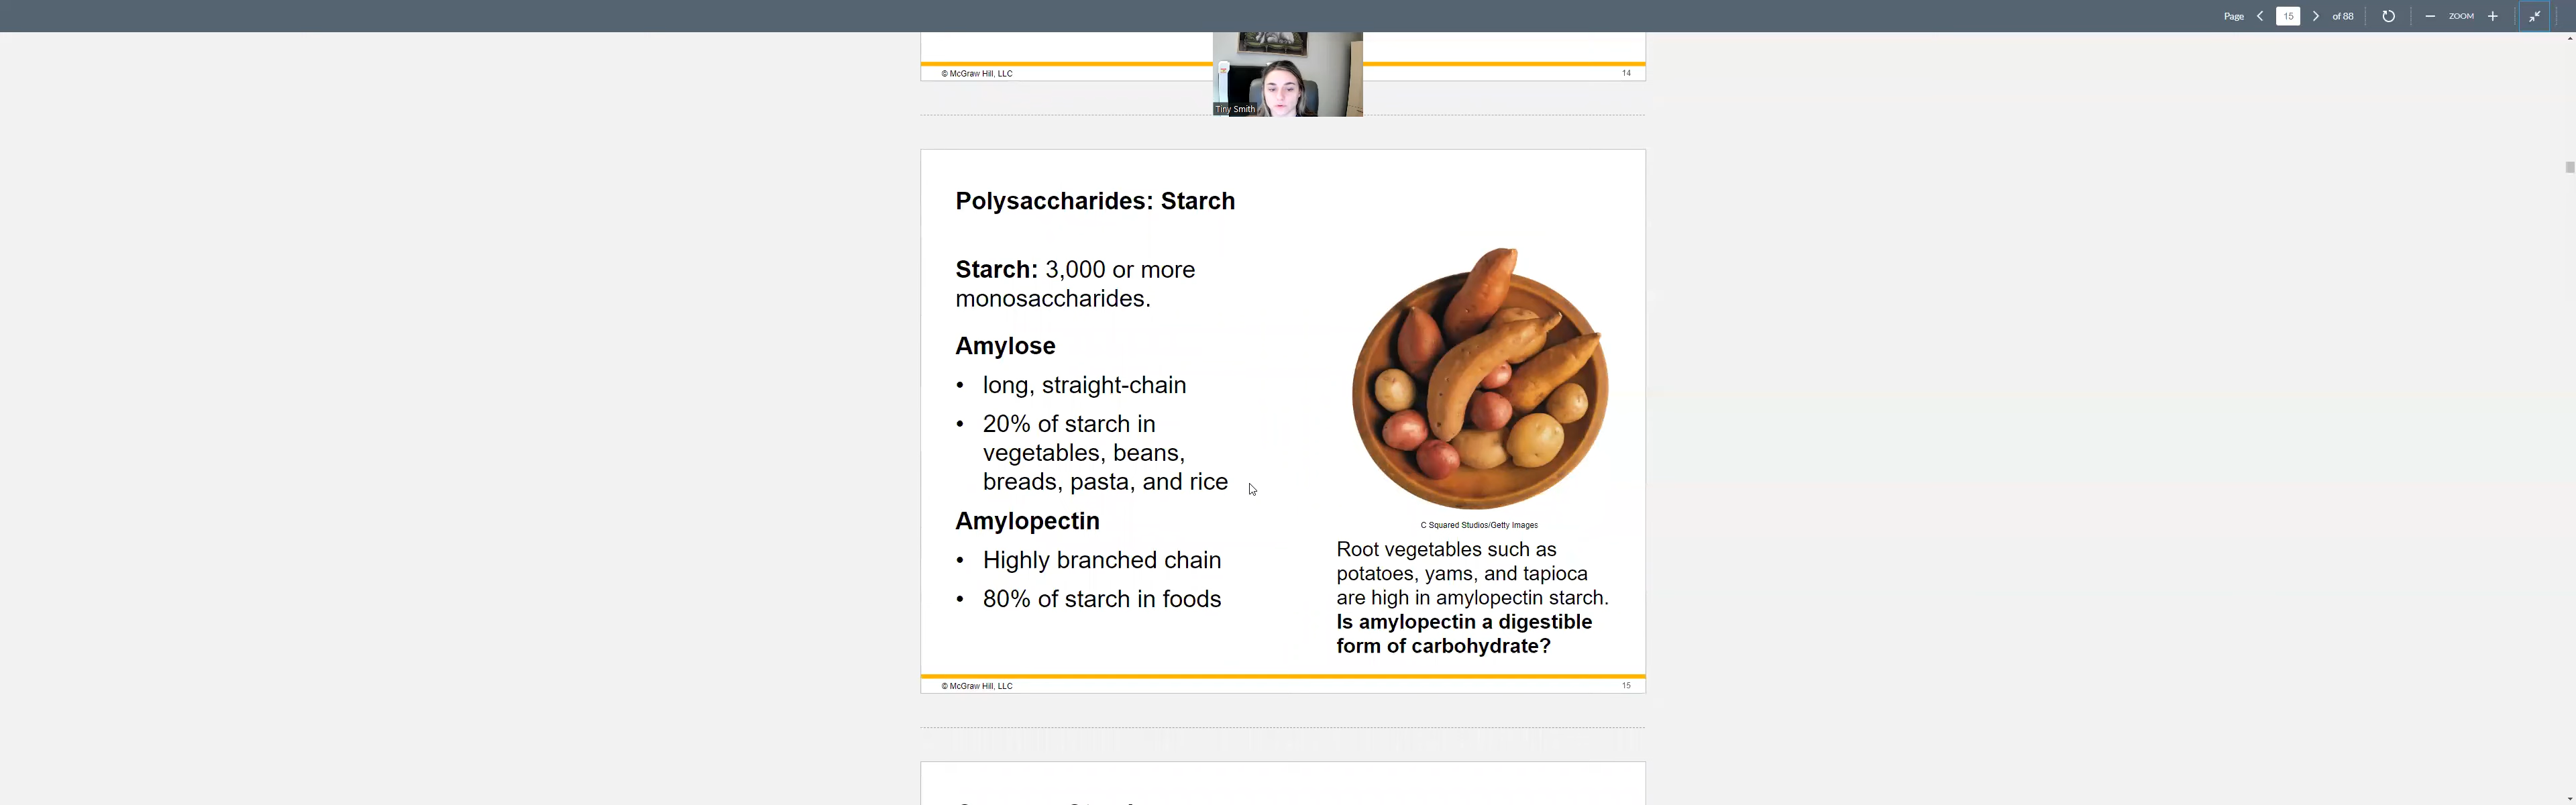 Page 15 of 88 ZOOM
© McGraw Hill, LLC 14
Tiny Smith
Polysaccharides: Starch
Starch: 3,000 or more
monosaccharides.
Amylose
• long, straight-chain
• 20% of starch in
vegetables, beans,
breads, pasta, and rice
Amylopectin
• Highly branched chain
• 80% of starch in foods
C Squared Studios/Getty Images
Root vegetables such as
potatoes, yams, and tapioca
are high in amylopectin starch.
Is amylopectin a digestible
form of carbohydrate?
© McGraw Hill, LLC 15